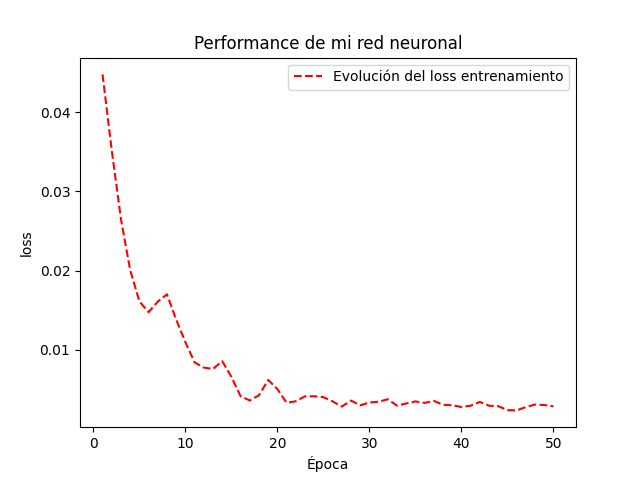 Performance de mi red neuronal
Evolución del loss entrenamiento
0.04
0.03
0.02
0.01
loss
0
10
20
30
40
50
Época